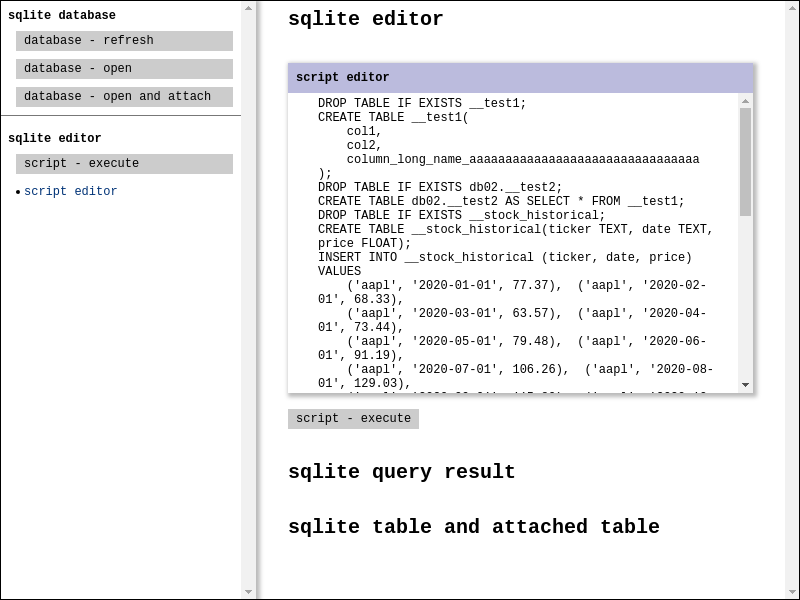 sqlite database
database - refresh
database - open
database - open and attach
sqlite editor
script - execute
script editor
sqlite editor
script editor
DROP TABLE IF EXISTS __test1;
CREATE TABLE __test1(
    col1,
    col2,
    column_long_name_aaaaaaaaaaaaaaaaaaaaaaaaaaaaaaaa
);
DROP TABLE IF EXISTS db02.__test2;
CREATE TABLE db02.__test2 AS SELECT * FROM __test1;
DROP TABLE IF EXISTS __stock_historical;
CREATE TABLE __stock_historical(ticker TEXT, date TEXT,
price FLOAT);
INSERT INTO __stock_historical (ticker, date, price)
VALUES
    ('aapl', '2020-01-01', 77.37),  ('aapl', '2020-02-
01', 68.33),
    ('aapl', '2020-03-01', 63.57),  ('aapl', '2020-04-
01', 73.44),
    ('aapl', '2020-05-01', 79.48),  ('aapl', '2020-06-
01', 91.19),
    ('aapl', '2020-07-01', 106.26),  ('aapl', '2020-08-
01', 129.03),
script - execute
sqlite query result
sqlite table and attached table